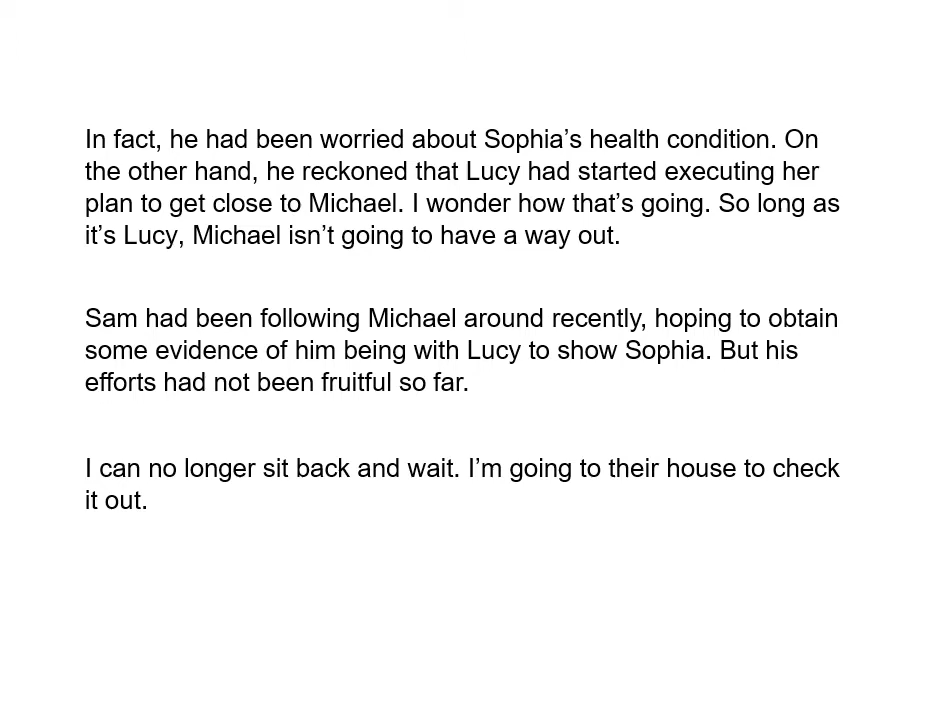 In fact, he had been worried about Sophia’s health condition. On
the other hand, he reckoned that Lucy had started executing her
plan to get close to Michael. I wonder how that’s going. So long as
it’s Lucy, Michael isn’t going to have a way out.
Sam had been following Michael around recently, hoping to obtain
some evidence of him being with Lucy to show Sophia. But his
efforts had not been fruitful so far.
I can no longer sit back and wait. I’m going to their house to check
it out.